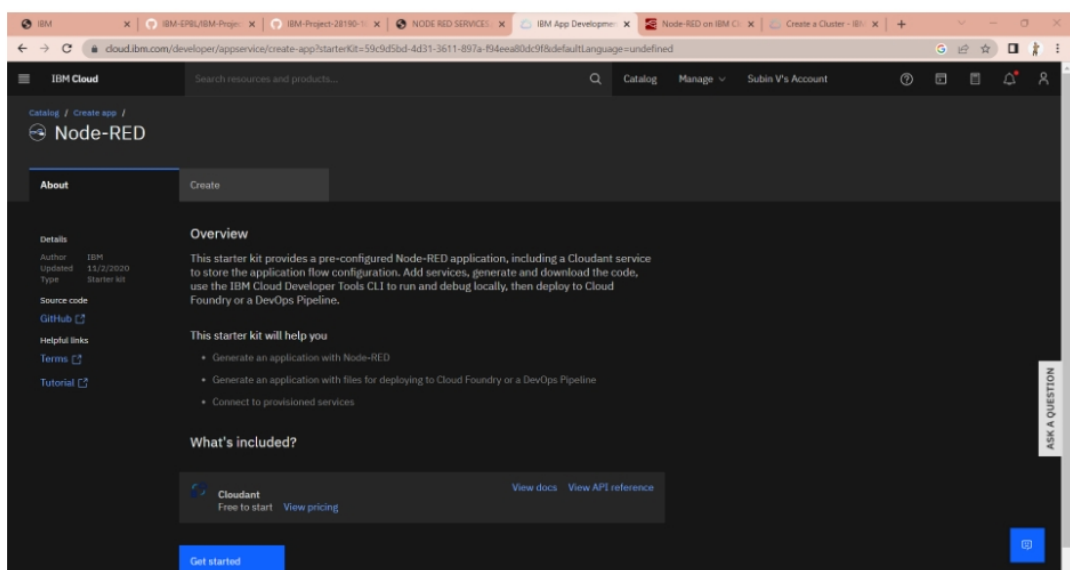 IBM
IBM-EPBL/IBM-Projec
IBM-Project-28190-1
NODE RED SERVICES
IBM App Developmen
Node-RED on IBM Cl
Create a Cluster - IB
cloud.ibm.com/developer/appservice/create-app?starterKit=59c9d5bd-4d31-3611-897a-f94eea80dc9f&defaultLanguage=undefined
IBM Cloud
Search resources and products...
Catalog
Manage
Subin V's Account
Catalog / Create app /
Node-RED
About
Create
Details
Author IBM
Updated 11/2/2020
Type Starter kit
Source code
GitHub
Helpful links
Terms
Tutorial
Overview
This starter kit provides a pre-configured Node-RED application, including a Cloudant service
to store the application flow configuration. Add services, generate and download the code,
use the IBM Cloud Developer Tools CLI to run and debug locally, then deploy to Cloud
Foundry or a DevOps Pipeline.
This starter kit will help you
• Generate an application with Node-RED
• Generate an application with files for deploying to Cloud Foundry or a DevOps Pipeline
• Connect to provisioned services
What's included?
Cloudant
Free to start View pricing
View docs View API reference
Get started
ASK A QUESTION